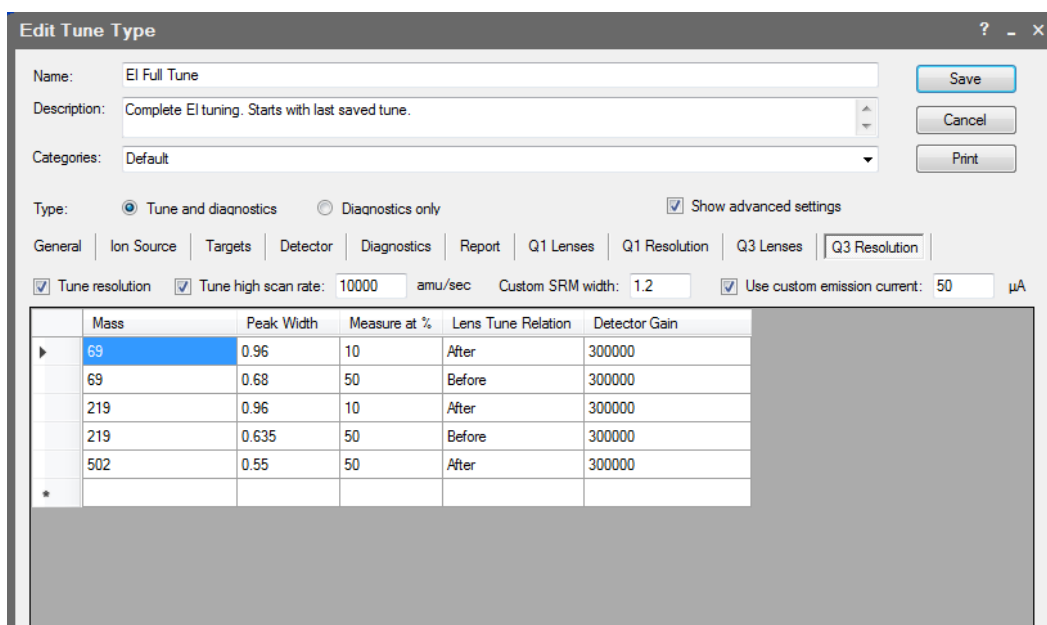 Edit Tune Type ? - ×
Name: EI Full Tune Save
Description: Complete EI tuning. Starts with last saved tune. Cancel
Categories: Default Print
Type: Tune and diagnostics Diagnostics only Show advanced settings
General Ion Source Targets Detector Diagnostics Report Q1 Lenses Q1 Resolution Q3 Lenses Q3 Resolution
Tune resolution Tune high scan rate: 10000 amu/sec Custom SRM width: 1.2 Use custom emission current: 50 µA
Mass Peak Width Measure at % Lens Tune Relation Detector Gain
69 0.96 10 After 300000
69 0.68 50 Before 300000
219 0.96 10 After 300000
219 0.635 50 Before 300000
502 0.55 50 After 300000
*